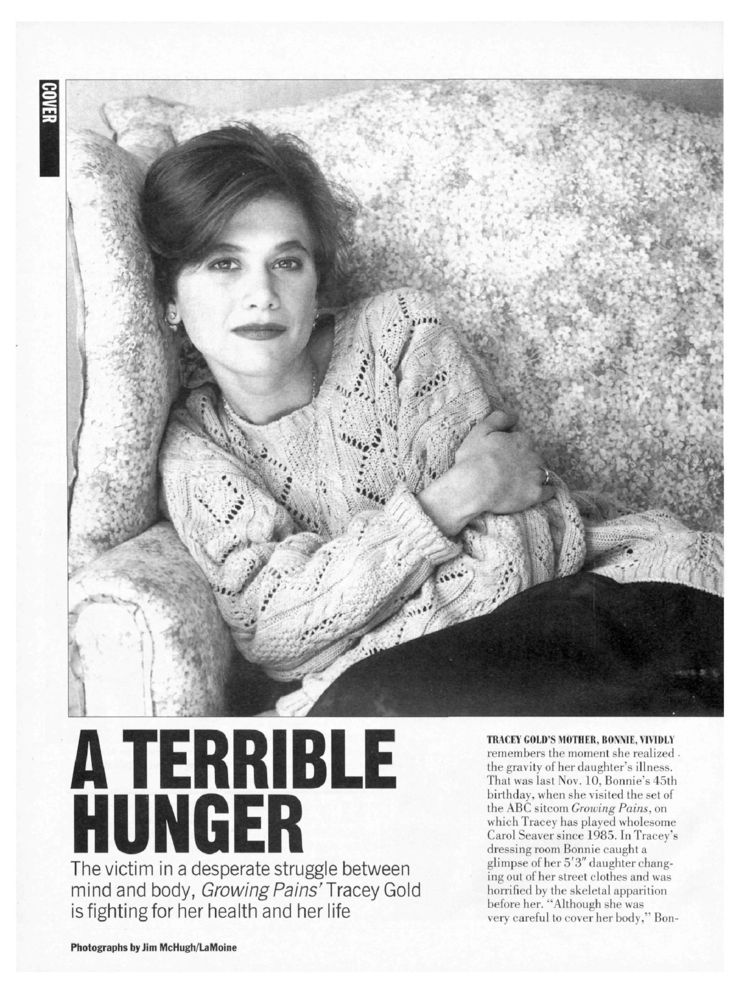 COVER
A TERRIBLE
HUNGER
The victim in a desperate struggle between
mind and body, Growing Pains’ Tracey Gold
is fighting for her health and her life
Photographs by Jim McHugh/LaMoine
TRACEY GOLD'S MOTHER, BONNIE, VIVIDLY
remembers the moment she realized
the gravity of her daughter's illness.
That was last Nov. 10, Bonnie's 45th
birthday, when she visited the set of
the ABC sitcom Growing Pains, on
which Tracey has played wholesome
Carol Seaver since 1985. In Tracey's
dressing room Bonnie caught a
glimpse of her 5'3" daughter chang-
ing out of her street clothes and was
horrified by the skeletal apparition
before her. “Although she was
very careful to cover her body,” Bon-